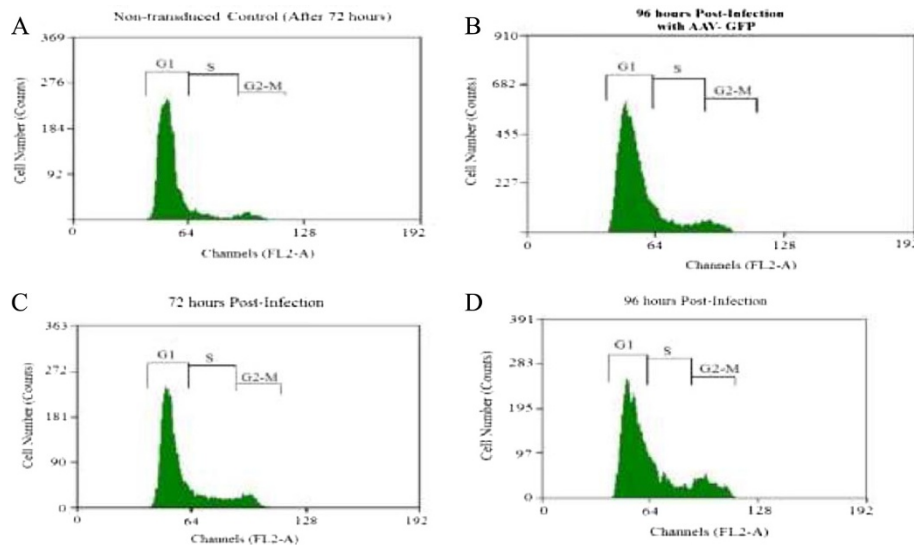 A
Non-transduced Control (After 72 hours)
369
276
184
92
0
64
128
192
G1
S
G2-M
Cell Number (Counts)
Channels (FL2-A)
B
96 hours Post-Infection
with AAV- GFP
910
682
455
227
0
64
128
192
G1
S
G2-M
Cell Number (Counts)
Channels (FL2-A)
C
72 hours Post-Infection
363
272
181
90
0
0
64
128
192
G1
S
G2-M
Cell Number (Counts)
Channels (FL2-A)
D
96 hours Post-Infection
391
283
195
97
0
0
64
128
192
G1
S
G2-M
Cell Number (Counts)
Channels (FL2-A)